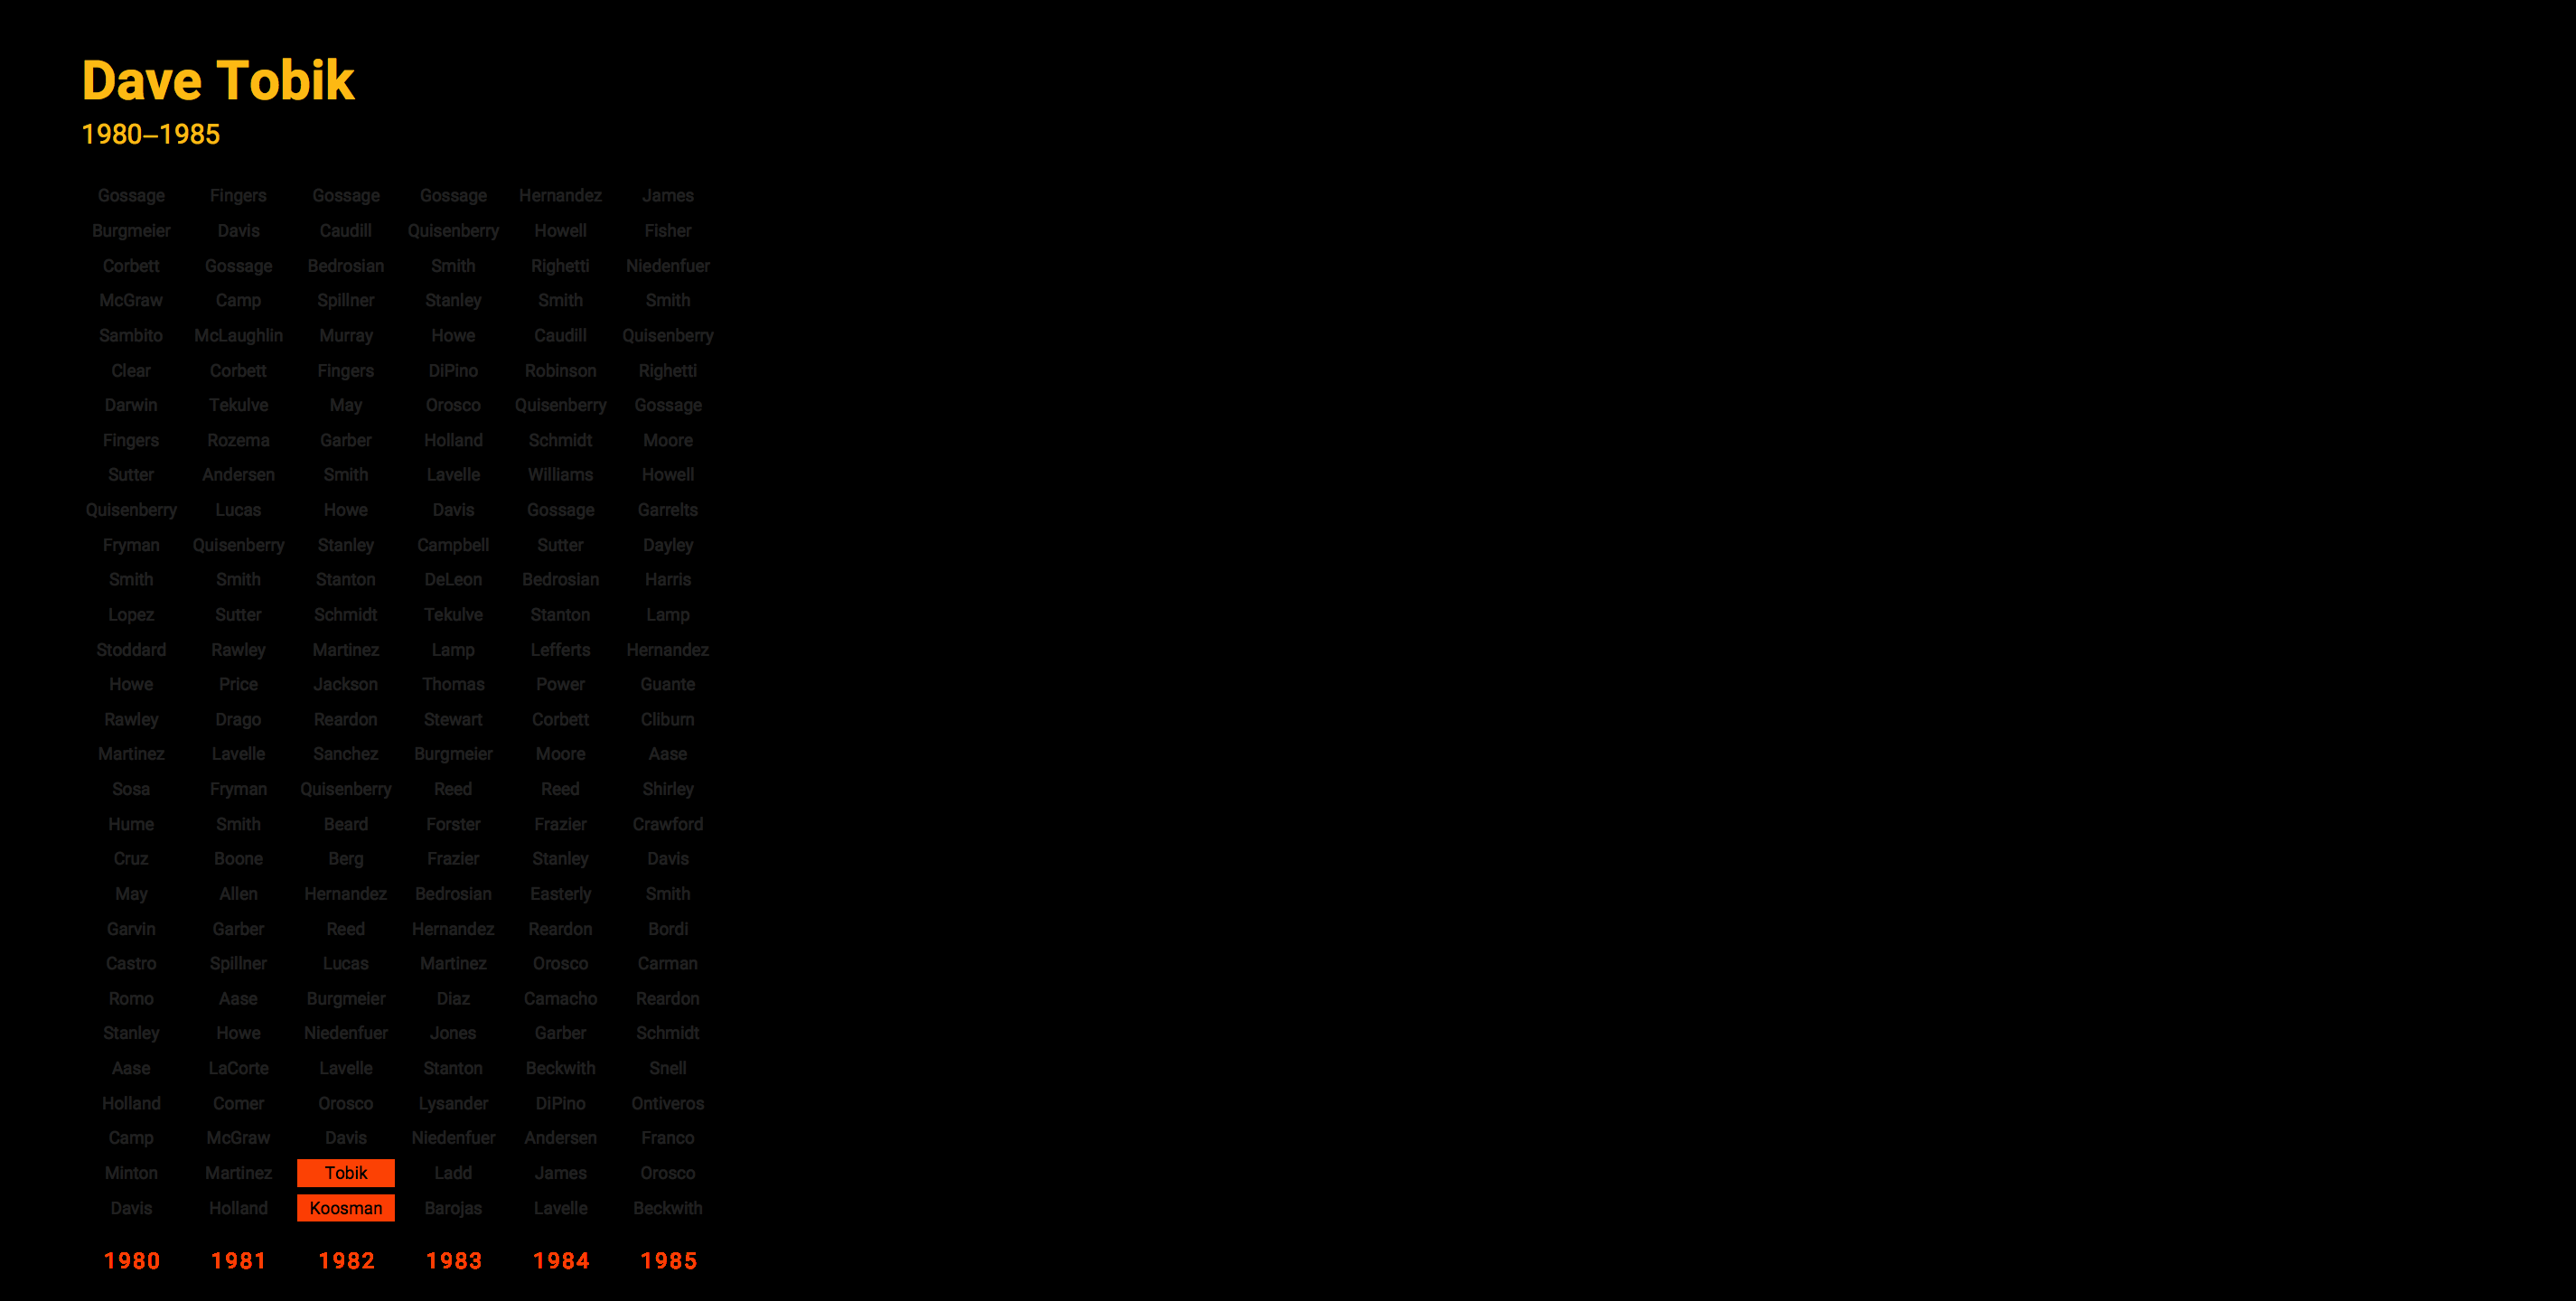 Dave Tobik
1980–1985
Gossage Fingers Gossage Gossage Hernandez James
Burgmeier Davis Caudill Quisenberry Howell Fisher
Corbett Gossage Bedrosian Smith Righetti Niedenfuer
McGraw Camp Spillner Stanley Smith Smith
Sambito McLaughlin Murray Howe Caudill Quisenberry
Clear Corbett Fingers DiPino Robinson Righetti
Darwin Tekulve May Orosco Quisenberry Gossage
Fingers Rozema Garber Holland Schmidt Moore
Sutter Andersen Smith Lavelle Williams Howell
Quisenberry Lucas Howe Davis Gossage Garrelts
Fryman Quisenberry Stanley Campbell Sutter Dayley
Smith Smith Stanton DeLeon Bedrosian Harris
Lopez Sutter Schmidt Tekulve Stanton Lamp
Stoddard Rawley Martinez Lamp Lefferts Hernandez
Howe Price Jackson Thomas Power Guante
Rawley Drago Reardon Stewart Corbett Cliburn
Martinez Lavelle Sanchez Burgmeier Moore Aase
Sosa Fryman Quisenberry Reed Reed Shirley
Hume Smith Beard Forster Frazier Crawford
Cruz Boone Berg Frazier Stanley Davis
May Allen Hernandez Bedrosian Easterly Smith
Garvin Garber Reed Hernandez Reardon Bordi
Castro Spillner Lucas Martinez Orosco Carman
Romo Aase Burgmeier Diaz Camacho Reardon
Stanley Howe Niedenfuer Jones Garber Schmidt
Aase LaCorte Lavelle Stanton Beckwith Snell
Holland Comer Orosco Lysander DiPino Ontiveros
Camp McGraw Davis Niedenfuer Andersen Franco
Minton Martinez Tobik Ladd James Orosco
Davis Holland Koosman Barojas Lavelle Beckwith
1980 1981 1982 1983 1984 1985